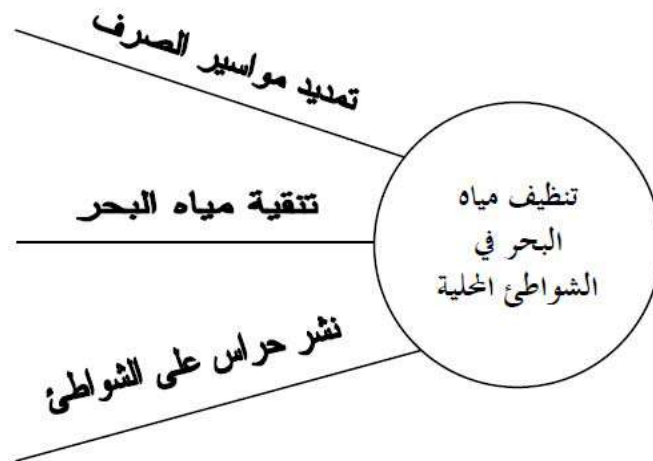 تمديد مواسير الصرف
تنقية مياه البحر
نشر حراس على الشواطئ
تنظيف مياه
البحر في
الشواطئ المحلية